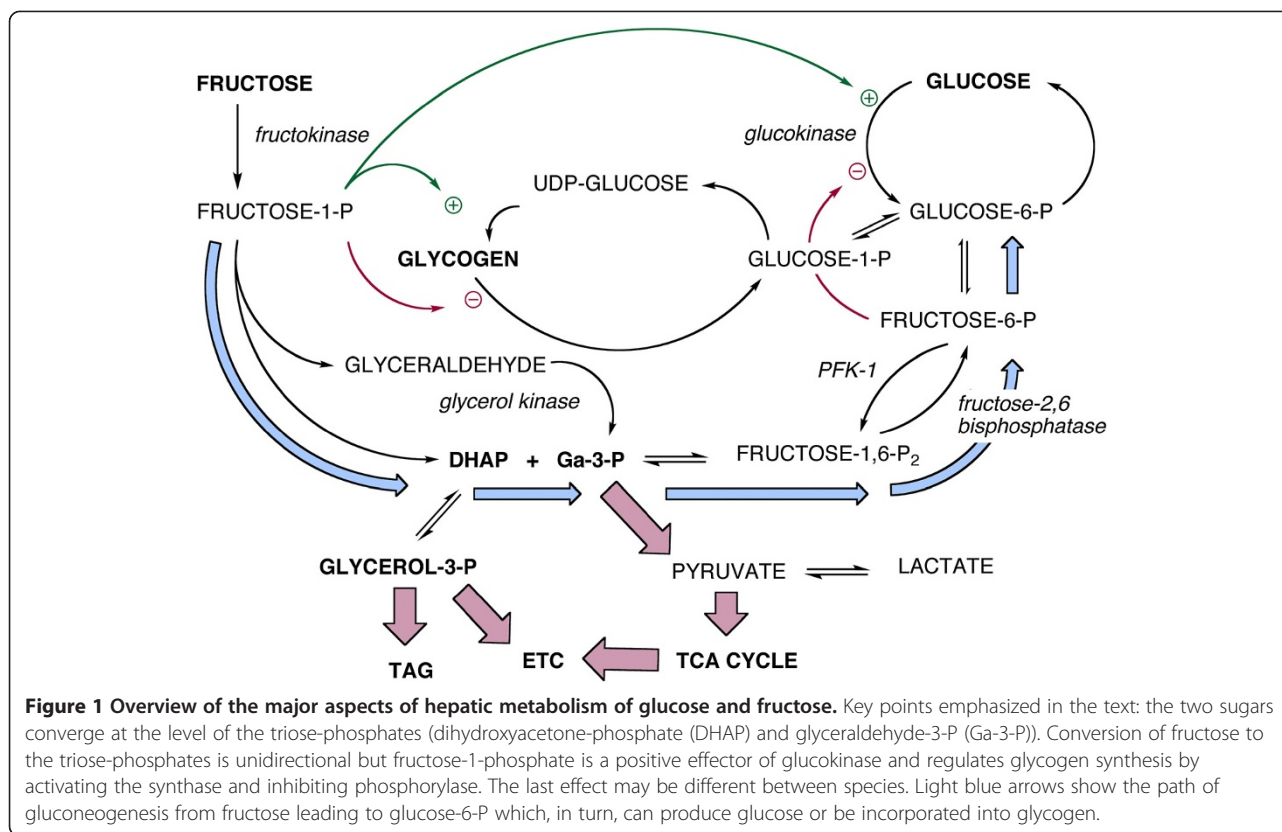 FRUCTOSE
GLUCOSE
+
fructokinase
glucokinase
−
UDP-GLUCOSE
FRUCTOSE-1-P
+
GLUCOSE-6-P
GLYCOGEN
GLUCOSE-1-P
−
FRUCTOSE-6-P
GLYCERALDEHYDE
PFK-1
glycerol kinase
fructose-2,6
bisphosphatase
DHAP + Ga-3-P
FRUCTOSE-1,6-P₂
GLYCEROL-3-P
PYRUVATE
LACTATE
TAG
ETC
TCA CYCLE
Figure 1 Overview of the major aspects of hepatic metabolism of glucose and fructose. Key points emphasized in the text: the two sugars
converge at the level of the triose-phosphates (dihydroxyacetone-phosphate (DHAP) and glyceraldehyde-3-P (Ga-3-P)). Conversion of fructose to
the triose-phosphates is unidirectional but fructose-1-phosphate is a positive effector of glucokinase and regulates glycogen synthesis by
activating the synthase and inhibiting phosphorylase. The last effect may be different between species. Light blue arrows show the path of
gluconeogenesis from fructose leading to glucose-6-P which, in turn, can produce glucose or be incorporated into glycogen.